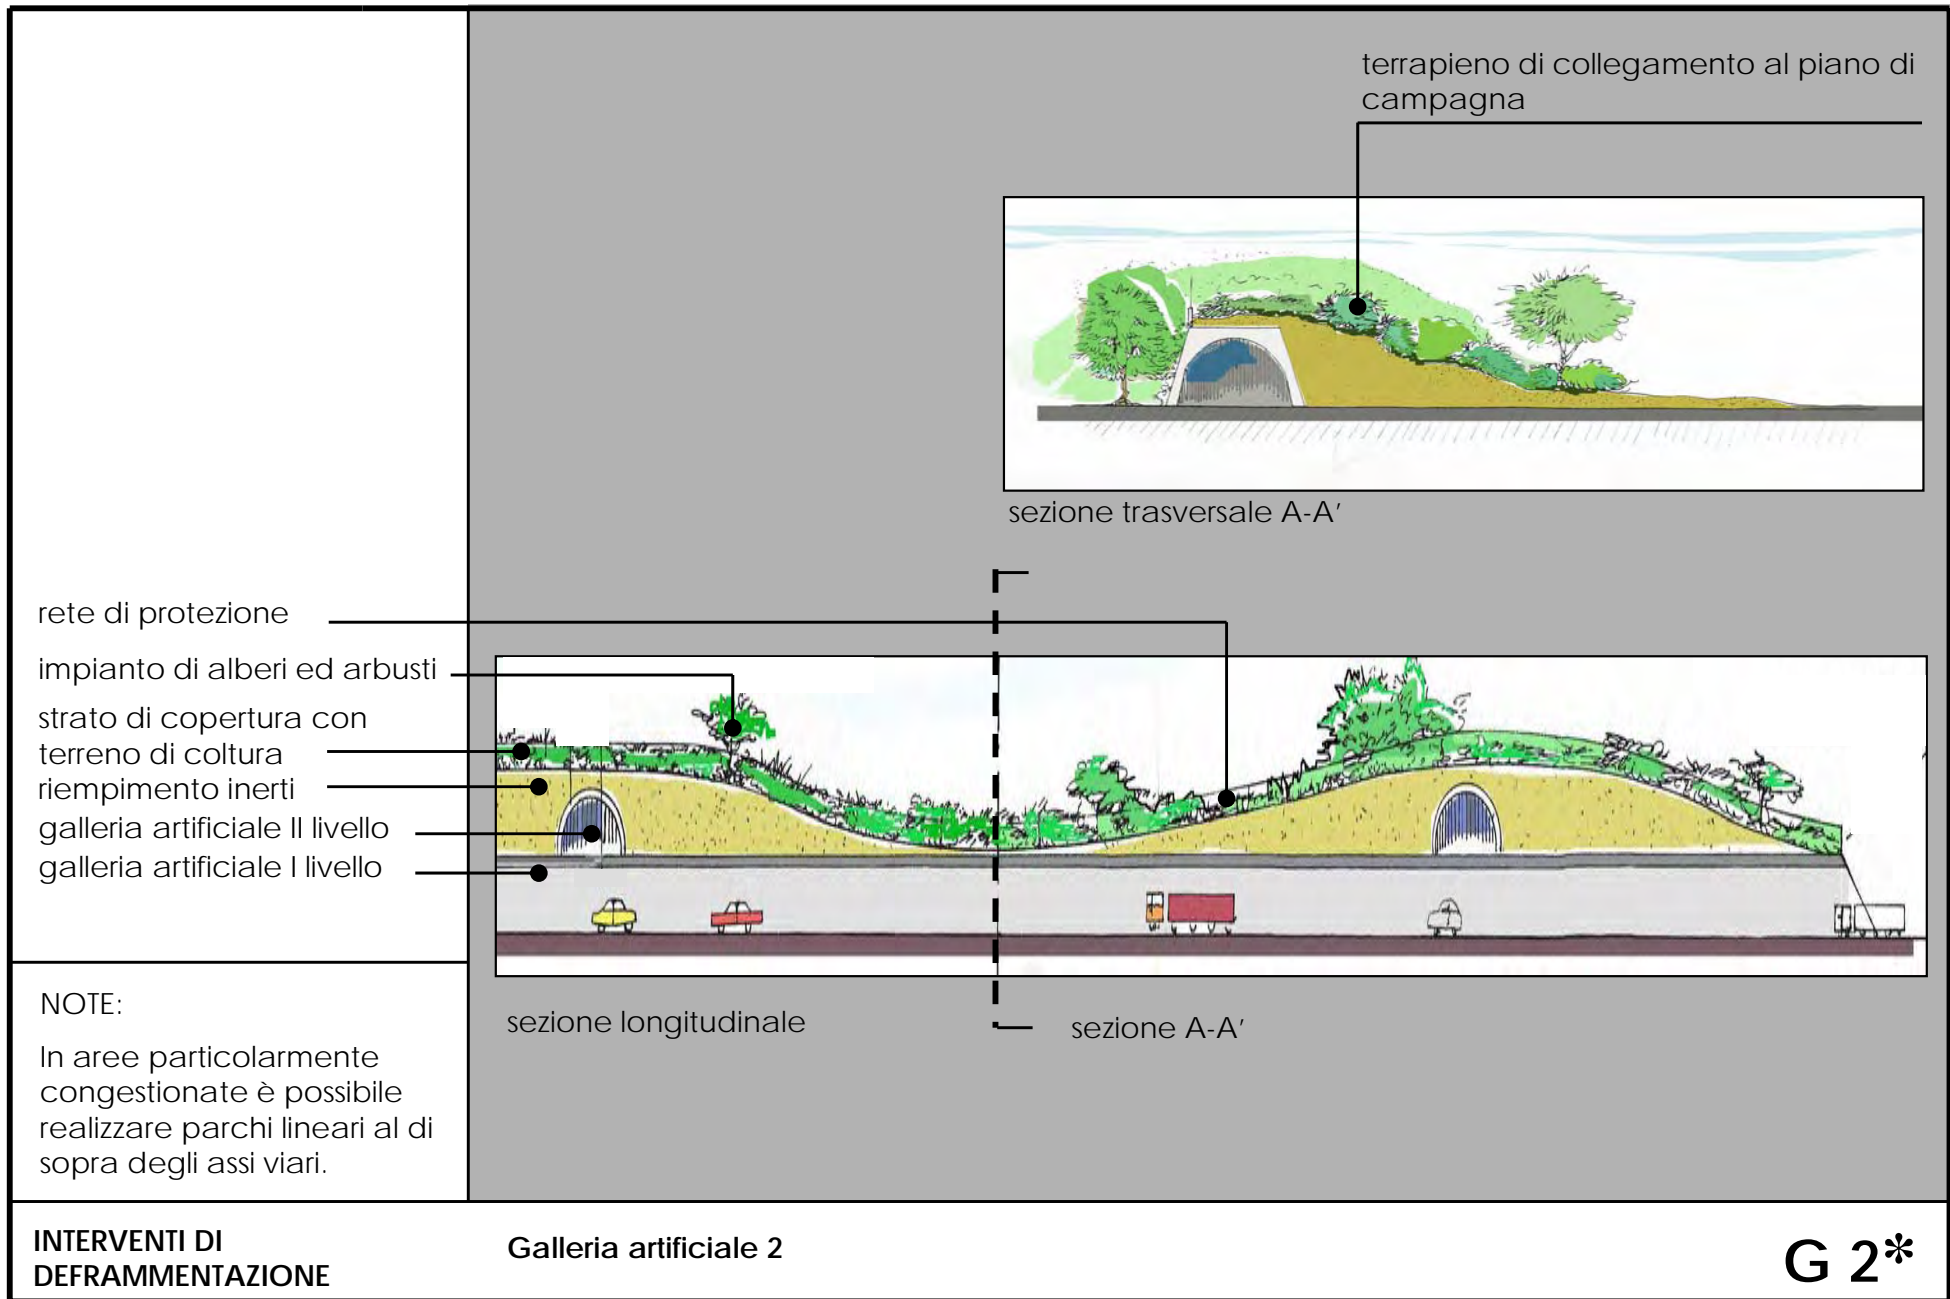 terrapieno di collegamento al piano di
campagna
sezione trasversale A-A'
rete di protezione
impianto di alberi ed arbusti
strato di copertura con
terreno di coltura
riempimento inerti
galleria artificiale II livello
galleria artificiale I livello
sezione longitudinale
sezione A-A'
NOTE:
In aree particolarmente
congestionate è possibile
realizzare parchi lineari al di
sopra degli assi viari.
INTERVENTI DI
DEFRAMMENTAZIONE
Galleria artificiale 2
G 2*